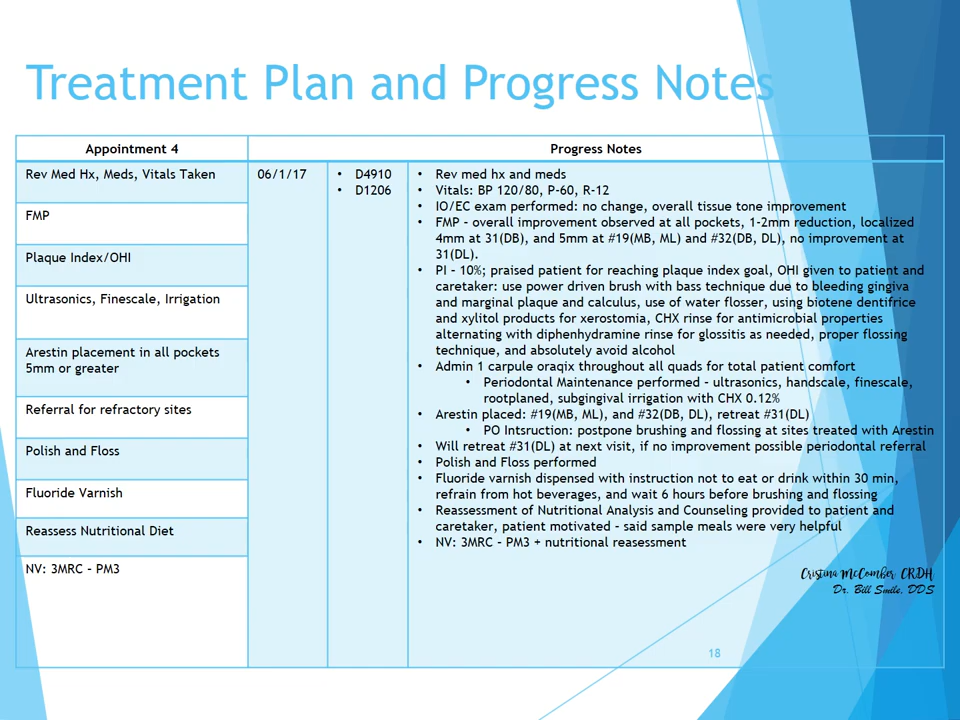 Treatment Plan and Progress Notes
Appointment 4
Progress Notes
Rev Med Hx, Meds, Vitals Taken
FMP
Plaque Index/OHI
Ultrasonics, Finescale, Irrigation
Arestin placement in all pockets
5mm or greater
Referral for refractory sites
Polish and Floss
Fluoride Varnish
Reassess Nutritional Diet
NV: 3MRC – PM3
06/1/17
• D4910
• D1206
• Rev med hx and meds
• Vitals: BP 120/80, P-60, R-12
• IO/EC exam performed: no change, overall tissue tone improvement
• FMP – overall improvement observed at all pockets, 1-2mm reduction, localized
4mm at 31(DB), and 5mm at #19(MB, ML) and #32(DB, DL), no improvement at
31(DL).
• PI – 10%; praised patient for reaching plaque index goal, OHI given to patient and
caretaker: use power driven brush with bass technique due to bleeding gingiva
and marginal plaque and calculus, use of water flosser, using biotene dentifrice
and xylitol products for xerostomia, CHX rinse for antimicrobial properties
alternating with diphenhydramine rinse for glossitis as needed, proper flossing
technique, and absolutely avoid alcohol
• Admin 1 carpule oraqix throughout all quads for total patient comfort
• Periodontal Maintenance performed – ultrasonics, handscale, finescale,
rootplaned, subgingival irrigation with CHX 0.12%
• Arestin placed: #19(MB, ML), and #32(DB, DL), retreat #31(DL)
• PO Intsruction: postpone brushing and flossing at sites treated with Arestin
• Will retreat #31(DL) at next visit, if no improvement possible periodontal referral
• Polish and Floss performed
• Fluoride varnish dispensed with instruction not to eat or drink within 30 min,
refrain from hot beverages, and wait 6 hours before brushing and flossing
• Reassessment of Nutritional Analysis and Counseling provided to patient and
caretaker, patient motivated – said sample meals were very helpful
• NV: 3MRC – PM3 + nutritional reasessment
Cristina McComber CRDH
Dr. Bill Smile, DDS
18